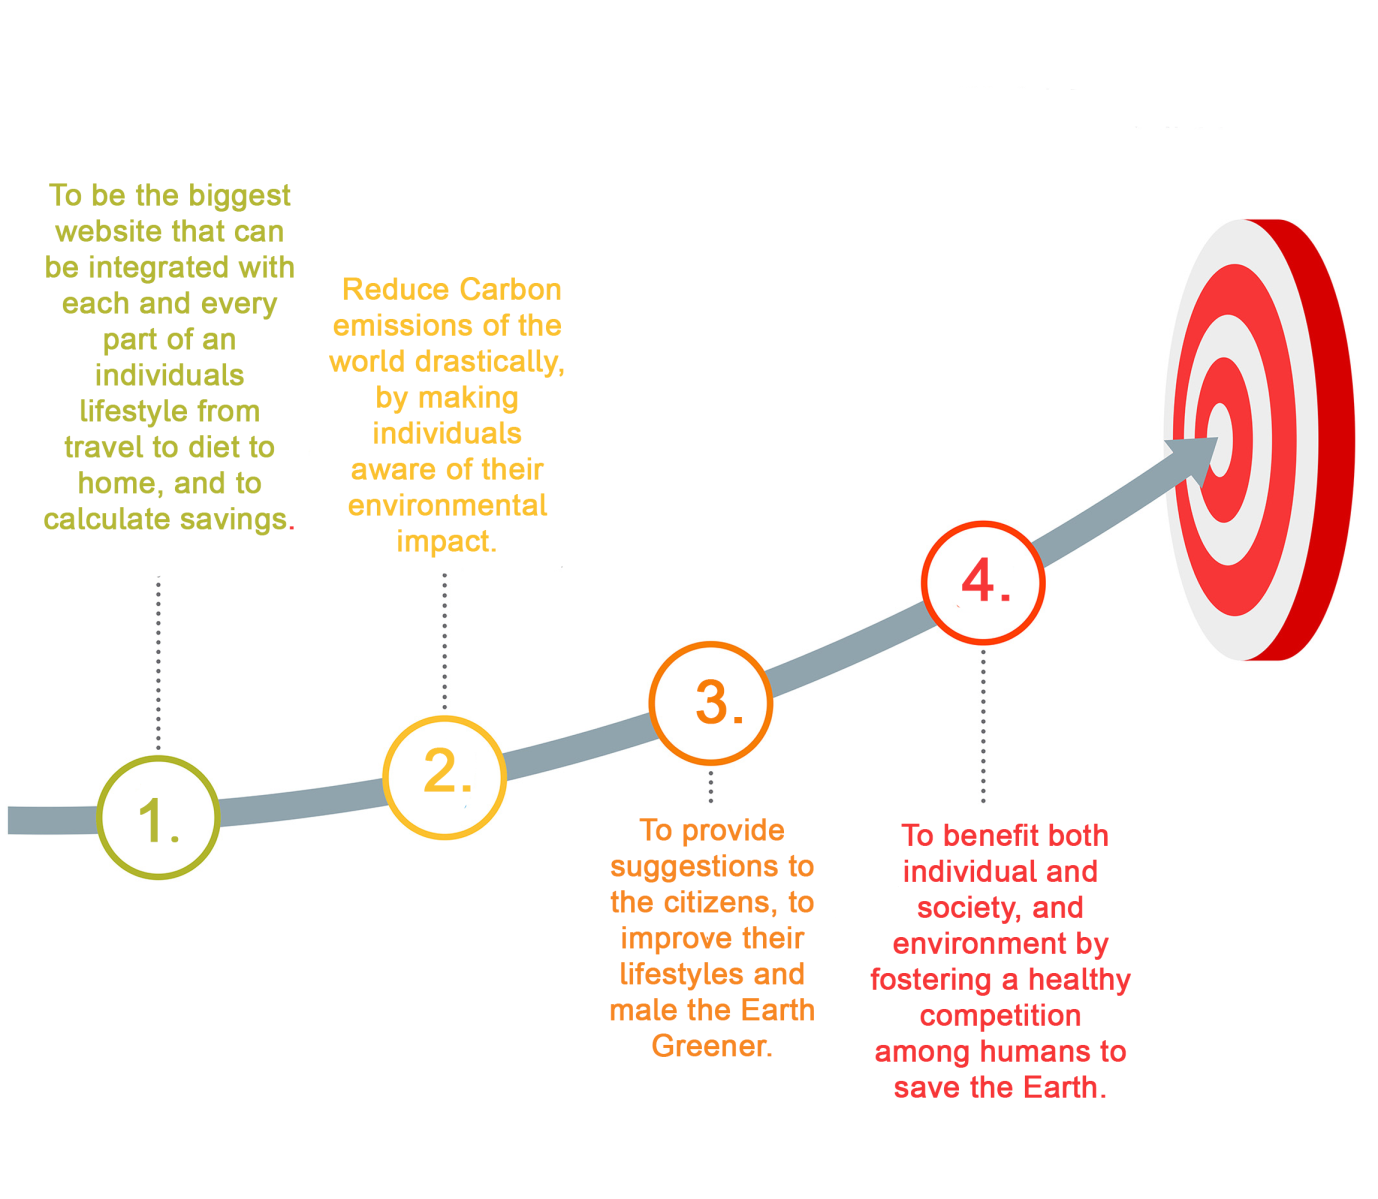 To be the biggest
website that can
be integrated with
each and every
part of an
individuals
lifestyle from
travel to diet to
home, and to
calculate savings.
1.
Reduce Carbon
emissions of the
world drastically,
by making
individuals
aware of their
environmental
impact.
2.
3.
To provide
suggestions to
the citizens, to
improve their
lifestyles and
male the Earth
Greener.
4.
To benefit both
individual and
society, and
environment by
fostering a healthy
competition
among humans to
save the Earth.